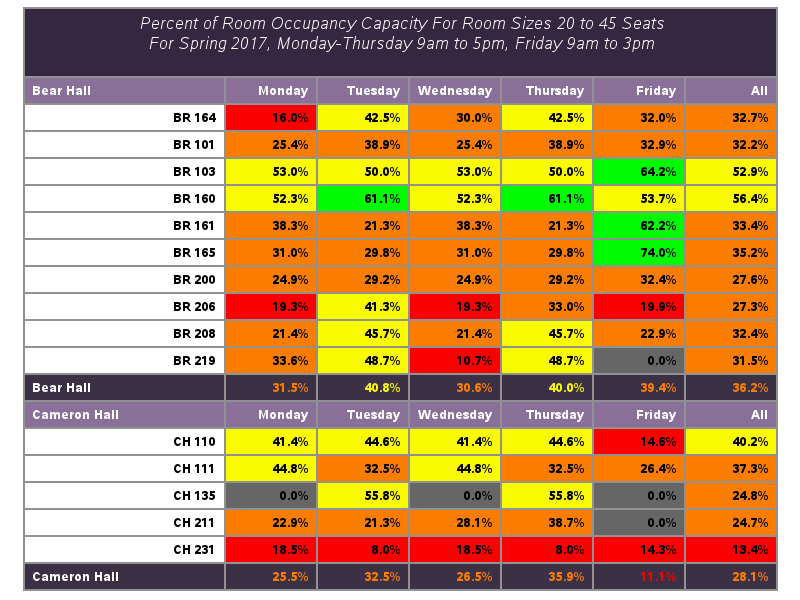 Percent of Room Occupancy Capacity For Room Sizes 20 to 45 Seats
For Spring 2017, Monday-Thursday 9am to 5pm, Friday 9am to 3pm
Bear Hall Monday Tuesday Wednesday Thursday Friday All
BR 164 16.0% 42.5% 30.0% 42.5% 32.0% 32.7%
BR 101 25.4% 38.9% 25.4% 38.9% 32.9% 32.2%
BR 103 53.0% 50.0% 53.0% 50.0% 64.2% 52.9%
BR 160 52.3% 61.1% 52.3% 61.1% 53.7% 56.4%
BR 161 38.3% 21.3% 38.3% 21.3% 62.2% 33.4%
BR 165 31.0% 29.8% 31.0% 29.8% 74.0% 35.2%
BR 200 24.9% 29.2% 24.9% 29.2% 32.4% 27.6%
BR 206 19.3% 41.3% 19.3% 33.0% 19.9% 27.3%
BR 208 21.4% 45.7% 21.4% 45.7% 22.9% 32.4%
BR 219 33.6% 48.7% 10.7% 48.7% 0.0% 31.5%
Bear Hall 31.5% 40.8% 30.6% 40.0% 39.4% 36.2%
Cameron Hall Monday Tuesday Wednesday Thursday Friday All
CH 110 41.4% 44.6% 41.4% 44.6% 14.6% 40.2%
CH 111 44.8% 32.5% 44.8% 32.5% 26.4% 37.3%
CH 135 0.0% 55.8% 0.0% 55.8% 0.0% 24.8%
CH 211 22.9% 21.3% 28.1% 38.7% 0.0% 24.7%
CH 231 18.5% 8.0% 18.5% 8.0% 14.3% 13.4%
Cameron Hall 25.5% 32.5% 26.5% 35.9% 11.1% 28.1%